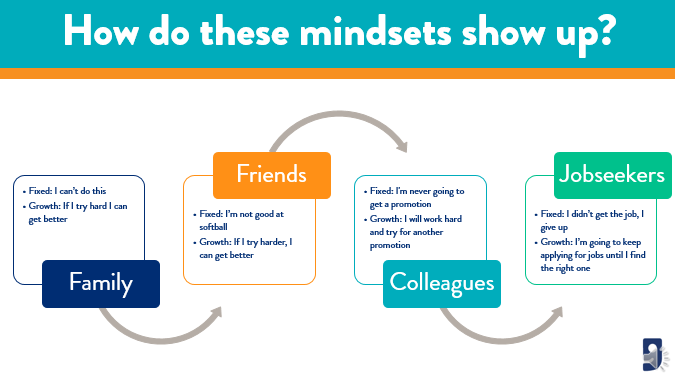 How do these mindsets show up?
• Fixed: I can't do this
• Growth: If I try hard I can
get better
Family
Friends
• Fixed: I'm not good at
softball
• Growth: If I try harder, I
can get better
• Fixed: I'm never going to
get a promotion
• Growth: I will work hard
and try for another
promotion
Colleagues
Jobseekers
• Fixed: I didn't get the job, I
give up
• Growth: I'm going to keep
applying for jobs until I find
the right one